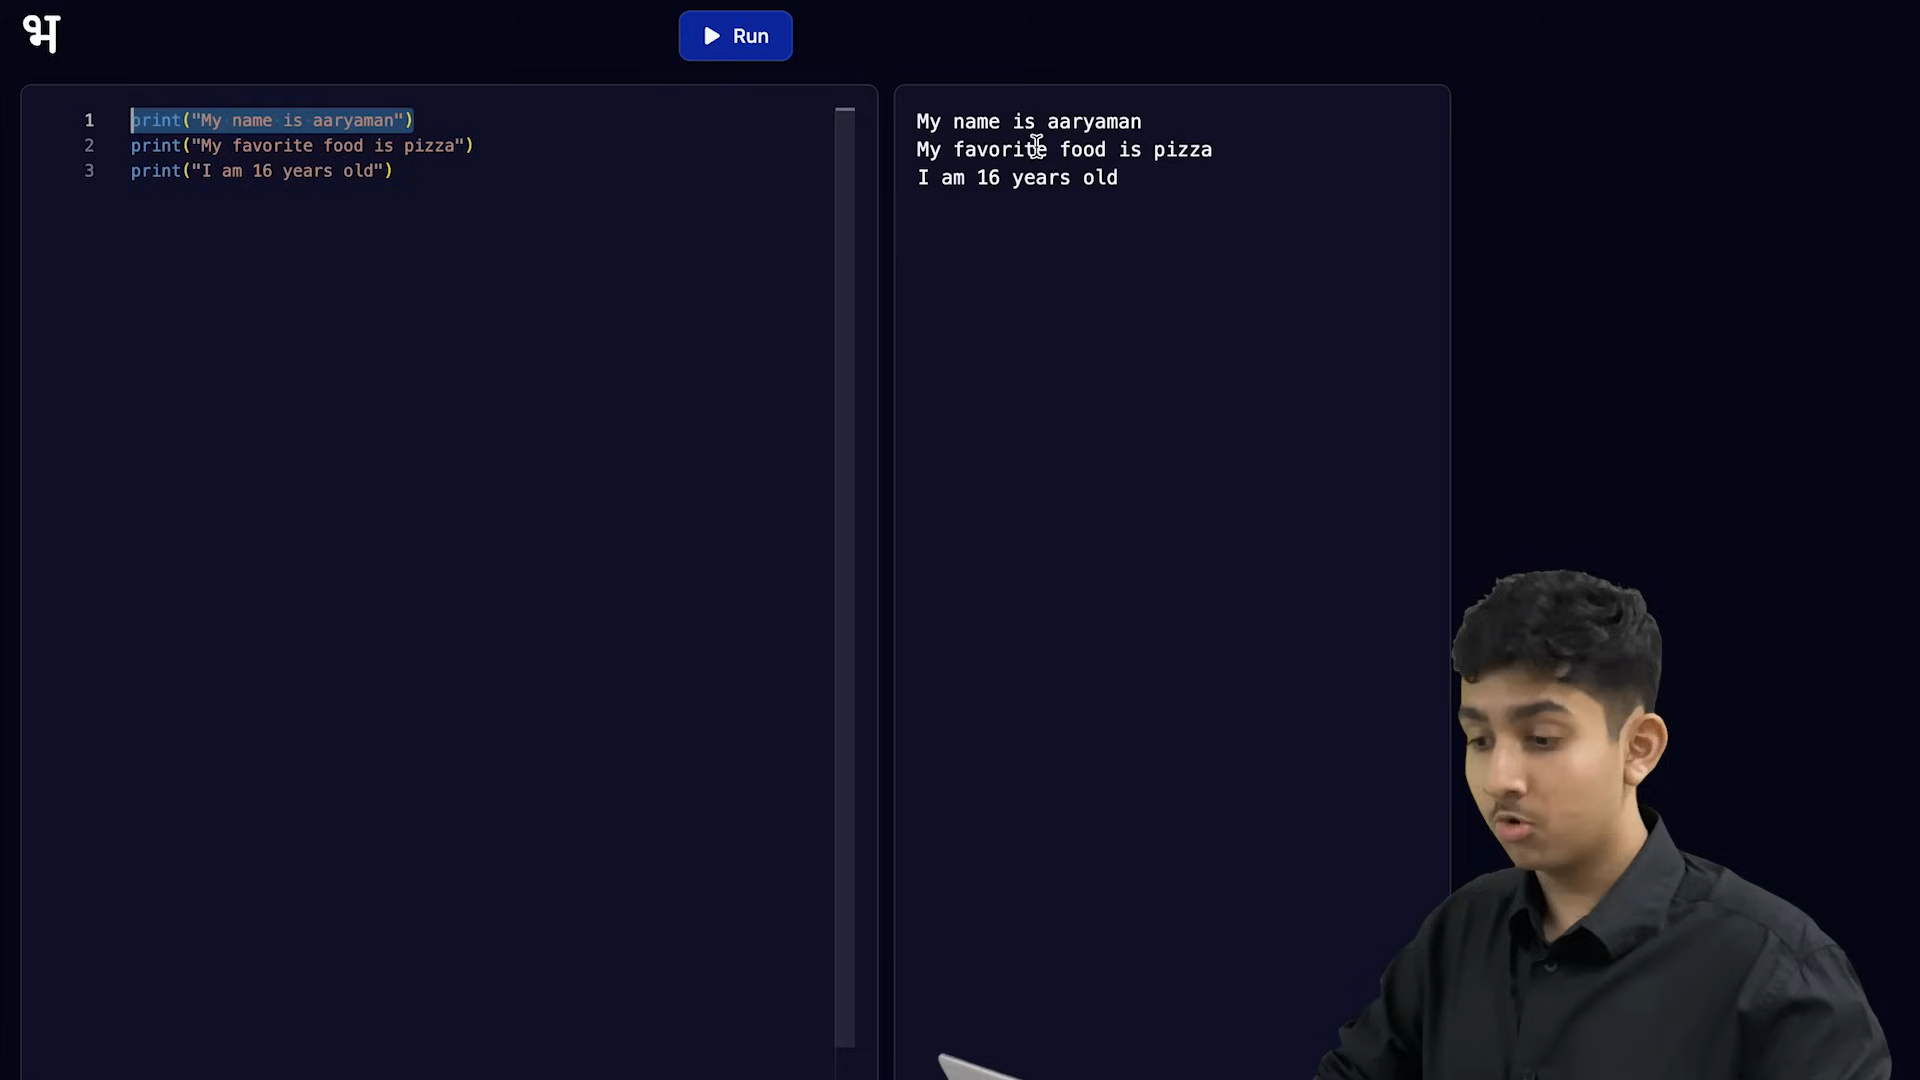 भ
Run
1 print("My name is aaryaman")
2 print("My favorite food is pizza")
3 print("I am 16 years old")
My name is aaryaman
My favorite food is pizza
I am 16 years old